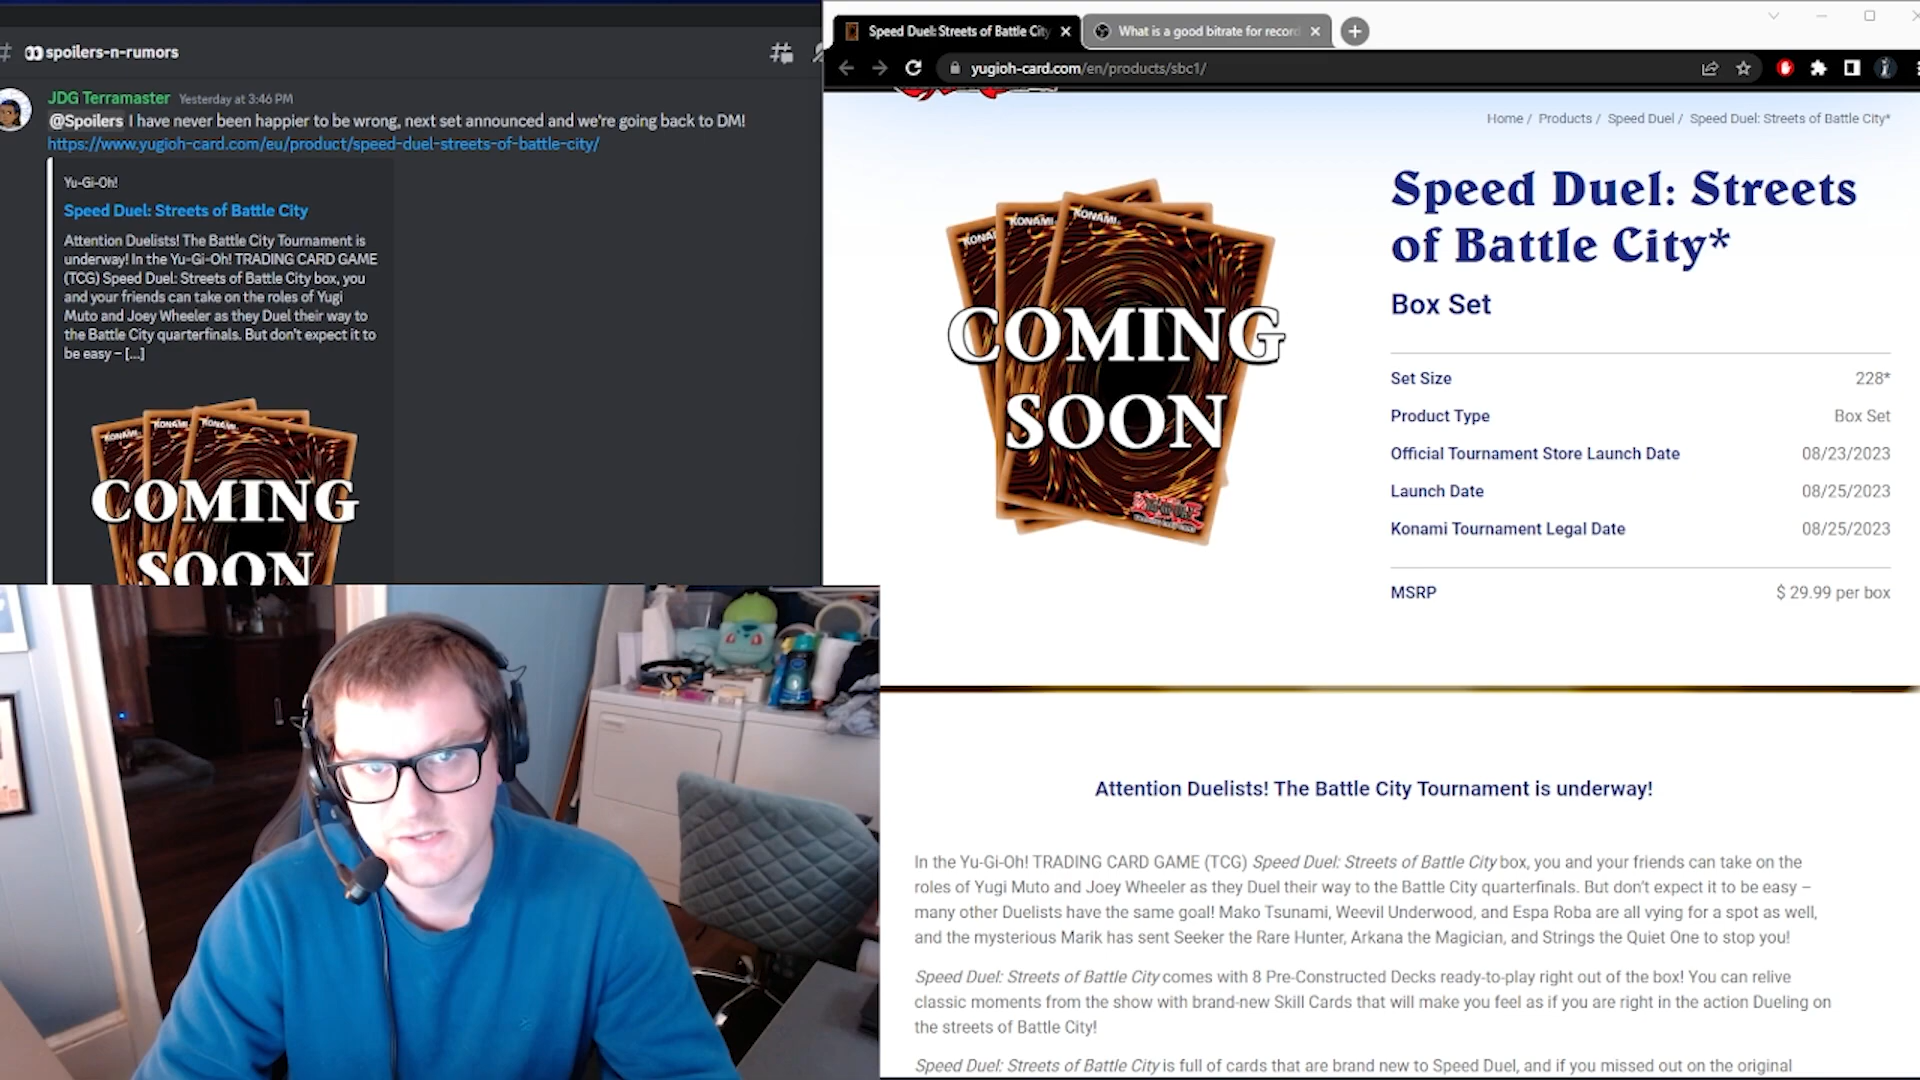 spoilers-n-rumors
JDG Terramaster Yesterday at 3:46 PM
@Spoilers I have never been happier to be wrong, next set announced and we're going back to DM!
https://www.yugioh-card.com/eu/product/speed-duel-streets-of-battle-city/
Yu-Gi-Oh!
Speed Duel: Streets of Battle City
Attention Duelists! The Battle City Tournament is
underway! In the Yu-Gi-Oh! TRADING CARD GAME
(TCG) Speed Duel: Streets of Battle City box, you
and your friends can take on the roles of Yugi
Muto and Joey Wheeler as they Duel their way to
the Battle City quarterfinals. But don't expect it to
be easy – [...]
KONAMI KONAMI KONAMI
COMING
SOON
Speed Duel: Streets of Battle City
What is a good bitrate for record
yugioh-card.com/en/products/sbc1/
Home / Products / Speed Duel / Speed Duel: Streets of Battle City*
Speed Duel: Streets
of Battle City*
Box Set
KONAMI KONAMI KONAMI
COMING
SOON
Set Size 228*
Product Type Box Set
Official Tournament Store Launch Date 08/23/2023
Launch Date 08/25/2023
Konami Tournament Legal Date 08/25/2023
MSRP $ 29.99 per box
Attention Duelists! The Battle City Tournament is underway!
In the Yu-Gi-Oh! TRADING CARD GAME (TCG) Speed Duel: Streets of Battle City box, you and your friends can take on the
roles of Yugi Muto and Joey Wheeler as they Duel their way to the Battle City quarterfinals. But don't expect it to be easy –
many other Duelists have the same goal! Mako Tsunami, Weevil Underwood, and Espa Roba are all vying for a spot as well,
and the mysterious Marik has sent Seeker the Rare Hunter, Arkana the Magician, and Strings the Quiet One to stop you!
Speed Duel: Streets of Battle City comes with 8 Pre-Constructed Decks ready-to-play right out of the box! You can relive
classic moments from the show with brand-new Skill Cards that will make you feel as if you are right in the action Dueling on
the streets of Battle City!
Speed Duel: Streets of Battle City is full of cards that are brand new to Speed Duel, and if you missed out on the original